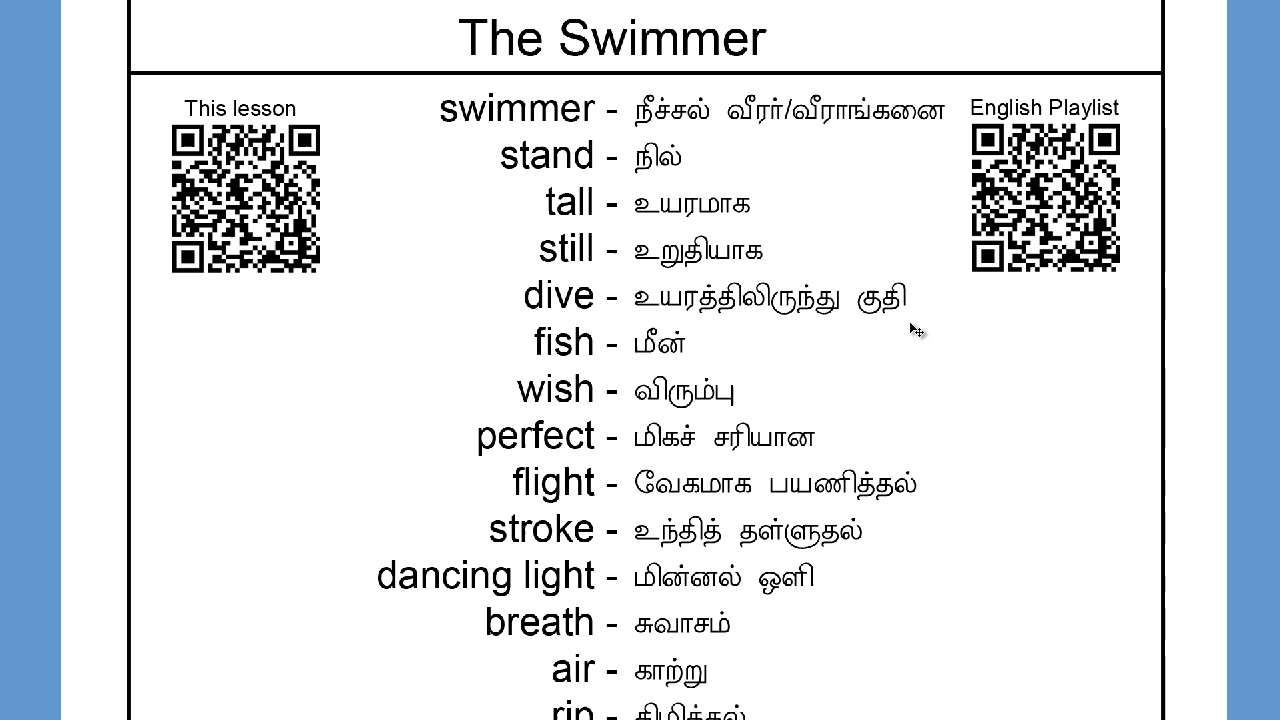 The Swimmer
This lesson
English Playlist
swimmer - நீச்சல் வீரர்/வீராங்கனை
stand - நில்
tall - உயரமாக
still - உறுதியாக
dive - உயரத்திலிருந்து குதி
fish - மீன்
wish - விரும்பு
perfect - மிகச் சரியான
flight - வேகமாக பயணித்தல்
stroke - உந்தித் தள்ளுதல்
dancing light - மின்னல் ஒளி
breath - சுவாசம்
air - காற்று